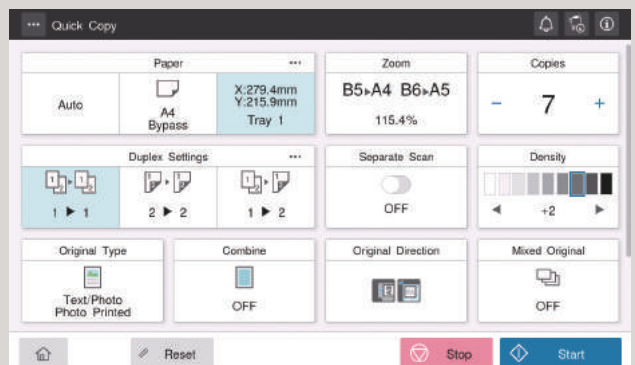 Quick Copy
Paper
Auto
A4
Bypass
X:279.4mm
Y:215.9mm
Tray 1
Zoom
B5▸A4 B6▸A5
115.4%
Copies
- 7 +
Duplex Settings
1 ▶ 1
2 ▶ 2
1 ▶ 2
Separate Scan
OFF
Density
+2
Original Type
Text/Photo
Photo Printed
Combine
OFF
Original Direction
Mixed Original
OFF
Reset
Stop
Start